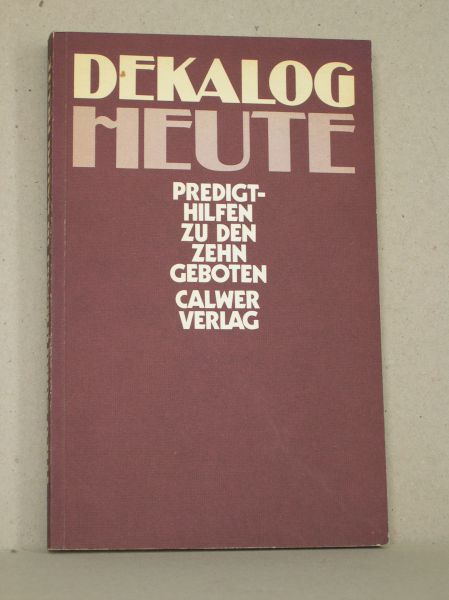 DEKALOG
HEUTE
PREDIGT-
HILFEN
ZU DEN
ZEHN
GEBOTEN
CALWER
VERLAG